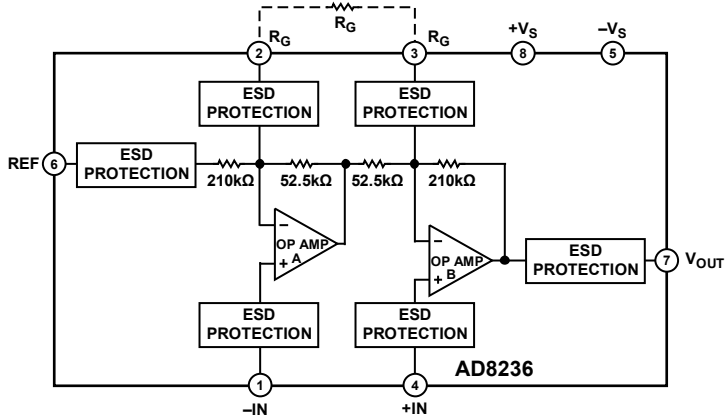 R_G
2
R_G
3
R_G
+V_S
8
–V_S
5
ESD
PROTECTION
ESD
PROTECTION
REF
6
ESD
PROTECTION
210kΩ
52.5kΩ
52.5kΩ
210kΩ
–
OP AMP
A
+
–
OP AMP
B
+
ESD
PROTECTION
7
V_OUT
ESD
PROTECTION
ESD
PROTECTION
AD8236
1
–IN
4
+IN